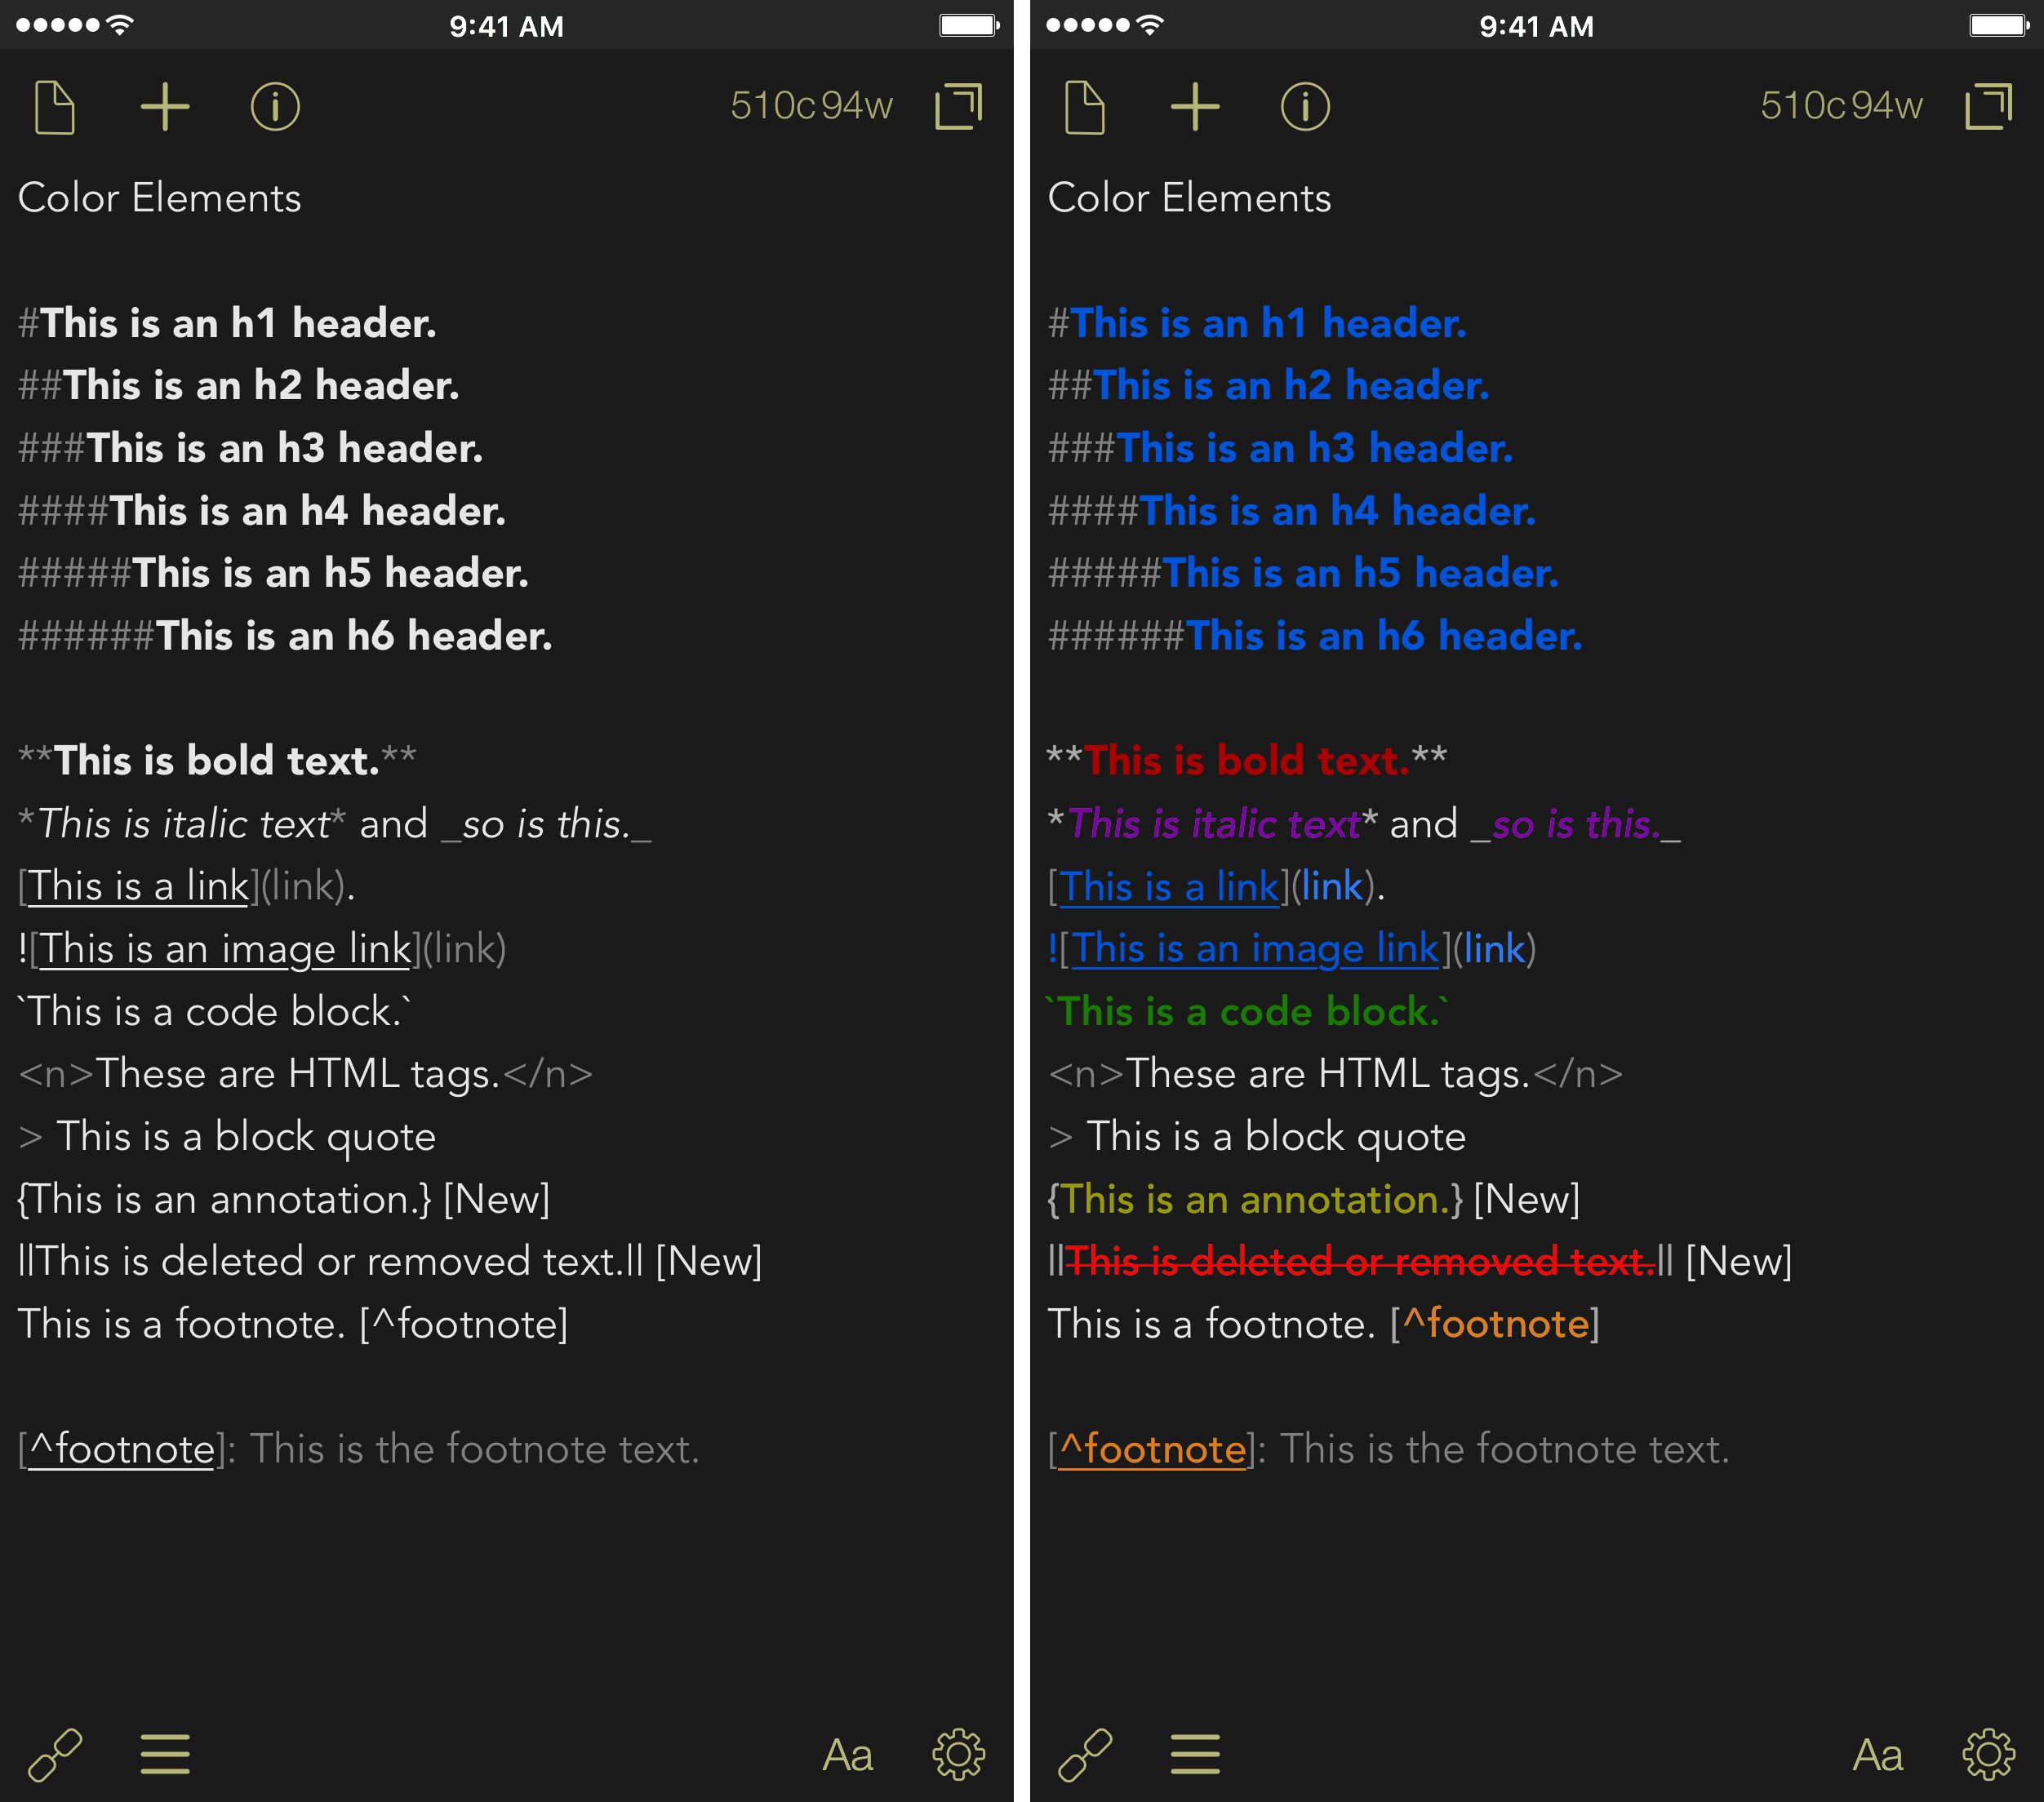 9:41 AM
510c 94w
Color Elements
#This is an h1 header.
##This is an h2 header.
###This is an h3 header.
####This is an h4 header.
#####This is an h5 header.
######This is an h6 header.
**This is bold text.**
*This is italic text* and _so is this._
[This is a link](link).
![This is an image link](link)
`This is a code block.`
<n>These are HTML tags.</n>
> This is a block quote
{This is an annotation.} [New]
||This is deleted or removed text.|| [New]
This is a footnote. [^footnote]
[^footnote]: This is the footnote text.
Aa
9:41 AM
510c 94w
Color Elements
#This is an h1 header.
##This is an h2 header.
###This is an h3 header.
####This is an h4 header.
#####This is an h5 header.
######This is an h6 header.
**This is bold text.**
*This is italic text* and _so is this._
[This is a link](link).
![This is an image link](link)
`This is a code block.`
<n>These are HTML tags.</n>
> This is a block quote
{This is an annotation.} [New]
||This is deleted or removed text.|| [New]
This is a footnote. [^footnote]
[^footnote]: This is the footnote text.
Aa